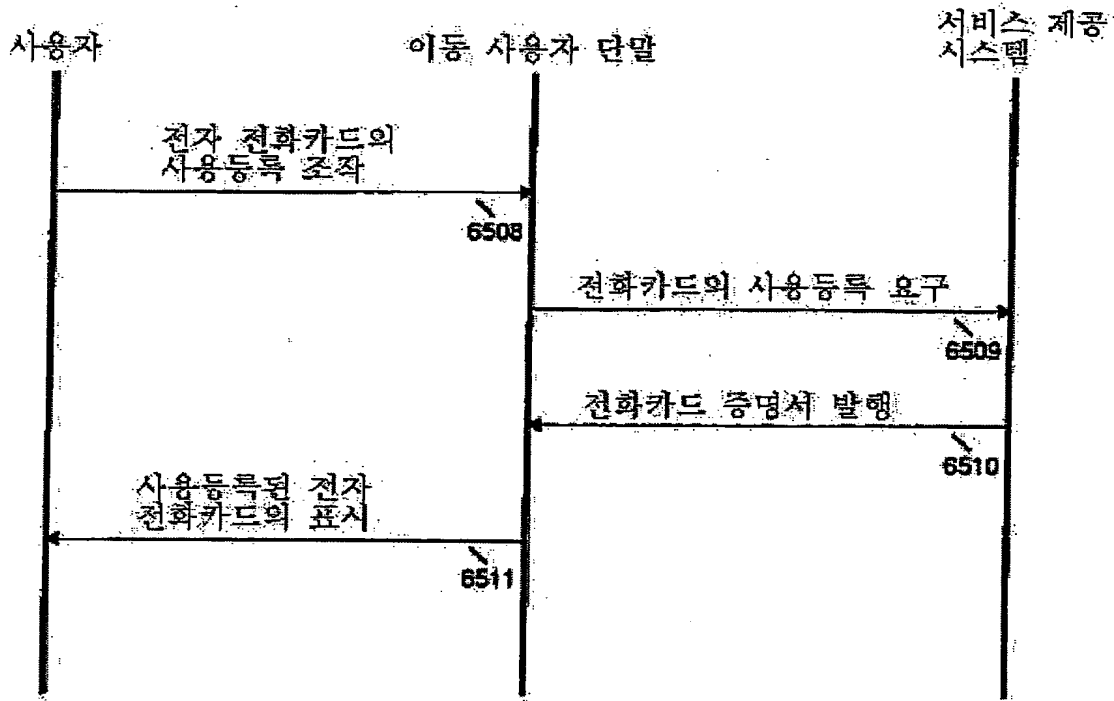 사용자
이동 사용자 단말
서비스 제공
시스템
전자 전화카드의
사용등록 조작
6508
전화카드의 사용등록 요구
6509
전화카드 증명서 발행
6510
사용등록된 전자
전화카드의 표시
6511